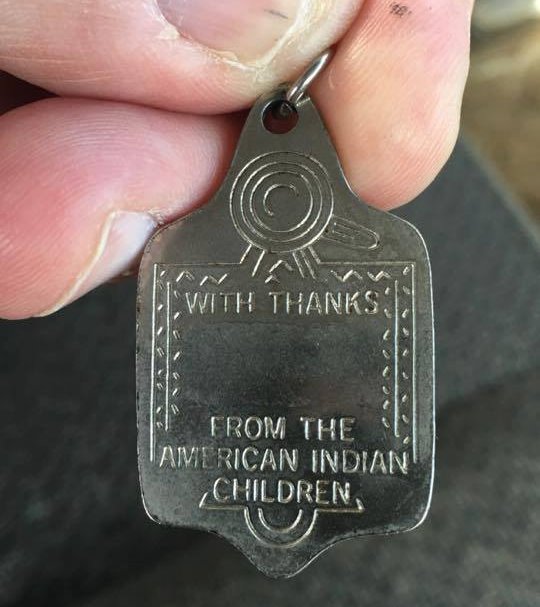 WITH THANKS
FROM THE
AMERICAN INDIAN
CHILDREN